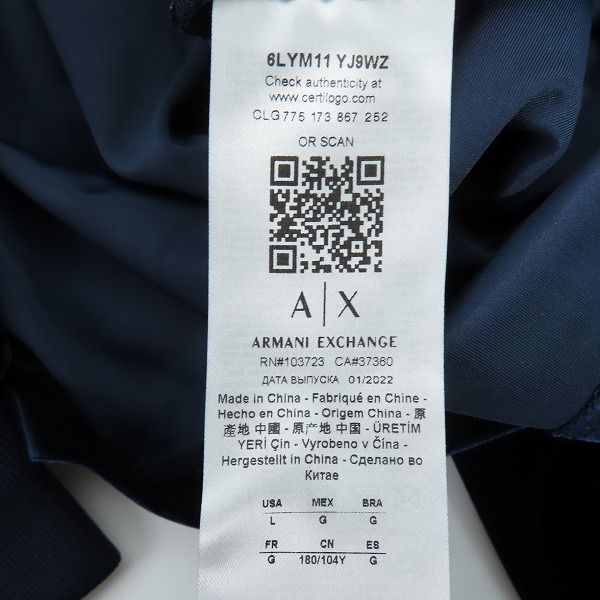 6LYM11 YJ9WZ
Check authenticity at
www.certilogo.com
CLG 775 173 867 252
OR SCAN
A|X
ARMANI EXCHANGE
RN#103723 CA#37360
ДАТА ВЫПУСКА 01/2022
Made in China - Fabriqué en Chine -
Hecho en China - Origem China - 原
產地 中國 - 原产地 中国 - ÜRETİM
YERİ Çin - Vyrobeno v Čína -
Hergestellt in China - Сделано во
Китае
USA MEX BRA
L G G
FR CN ES
G 180/104Y G